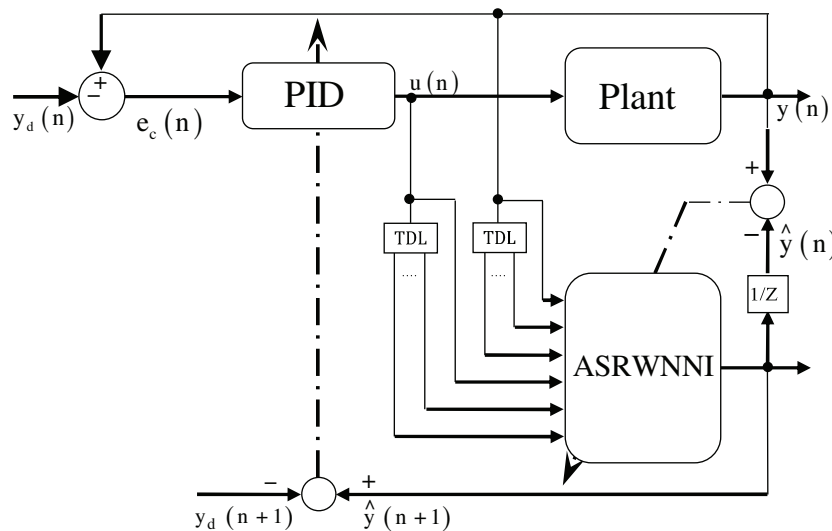 +
−
y_d (n)
e_c (n)
PID
u (n)
Plant
y (n)
+
−
ŷ (n)
TDL
TDL
....
....
1/Z
ASRWNNI
−
+
y_d (n + 1)
ŷ (n + 1)